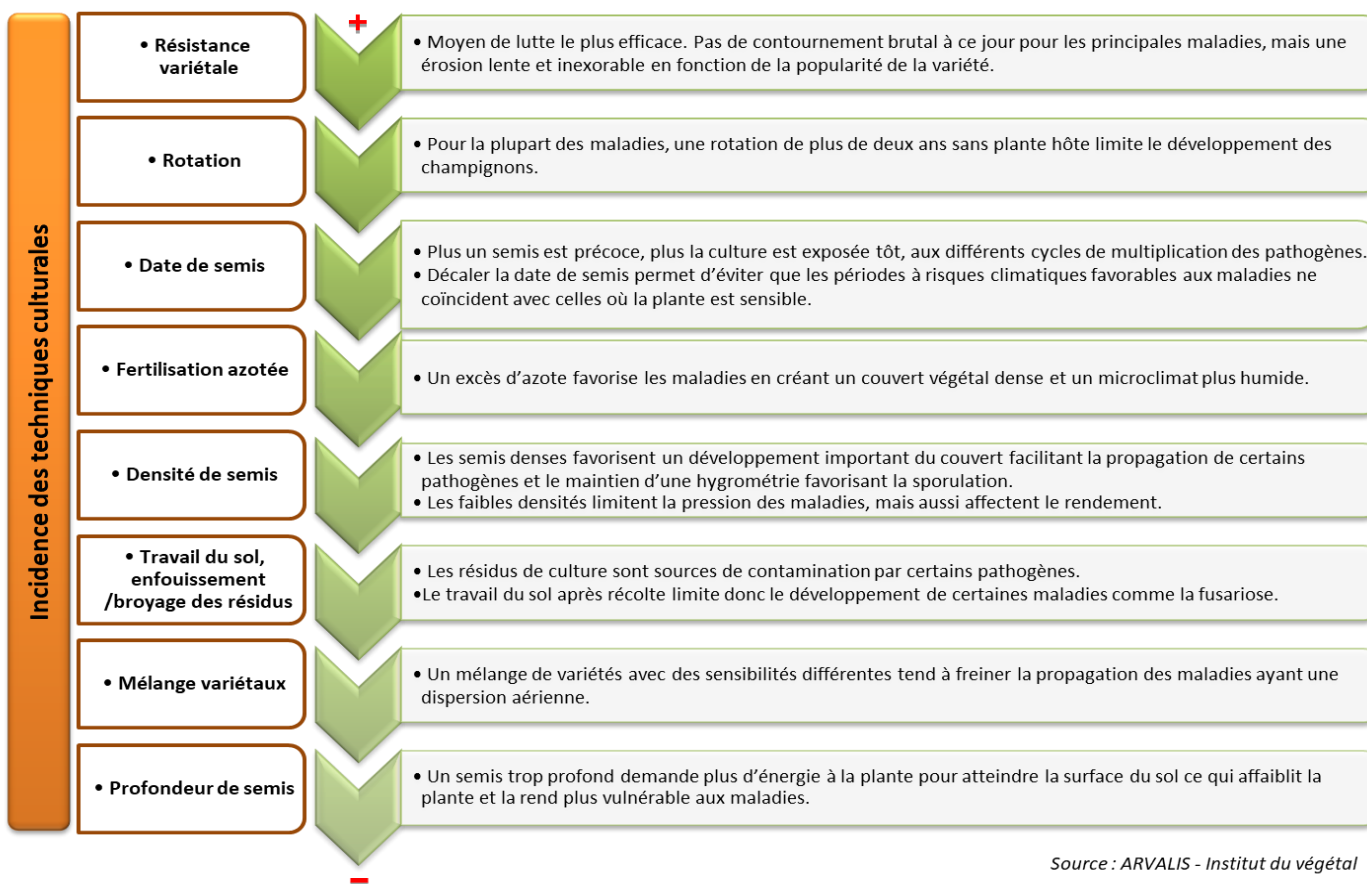 Incidence des techniques culturales
+
• Résistance
variétale
• Moyen de lutte le plus efficace. Pas de contournement brutal à ce jour pour les principales maladies, mais une
érosion lente et inexorable en fonction de la popularité de la variété.
• Rotation
• Pour la plupart des maladies, une rotation de plus de deux ans sans plante hôte limite le développement des
champignons.
• Date de semis
• Plus un semis est précoce, plus la culture est exposée tôt, aux différents cycles de multiplication des pathogènes.
• Décaler la date de semis permet d’éviter que les périodes à risques climatiques favorables aux maladies ne
coïncident avec celles où la plante est sensible.
• Fertilisation azotée
• Un excès d’azote favorise les maladies en créant un couvert végétal dense et un microclimat plus humide.
• Densité de semis
• Les semis denses favorisent un développement important du couvert facilitant la propagation de certains
pathogènes et le maintien d’une hygrométrie favorisant la sporulation.
• Les faibles densités limitent la pression des maladies, mais aussi affectent le rendement.
• Travail du sol,
enfouissement
/broyage des résidus
• Les résidus de culture sont sources de contamination par certains pathogènes.
•Le travail du sol après récolte limite donc le développement de certaines maladies comme la fusariose.
• Mélange variétaux
• Un mélange de variétés avec des sensibilités différentes tend à freiner la propagation des maladies ayant une
dispersion aérienne.
• Profondeur de semis
• Un semis trop profond demande plus d’énergie à la plante pour atteindre la surface du sol ce qui affaiblit la
plante et la rend plus vulnérable aux maladies.
–
Source : ARVALIS - Institut du végétal